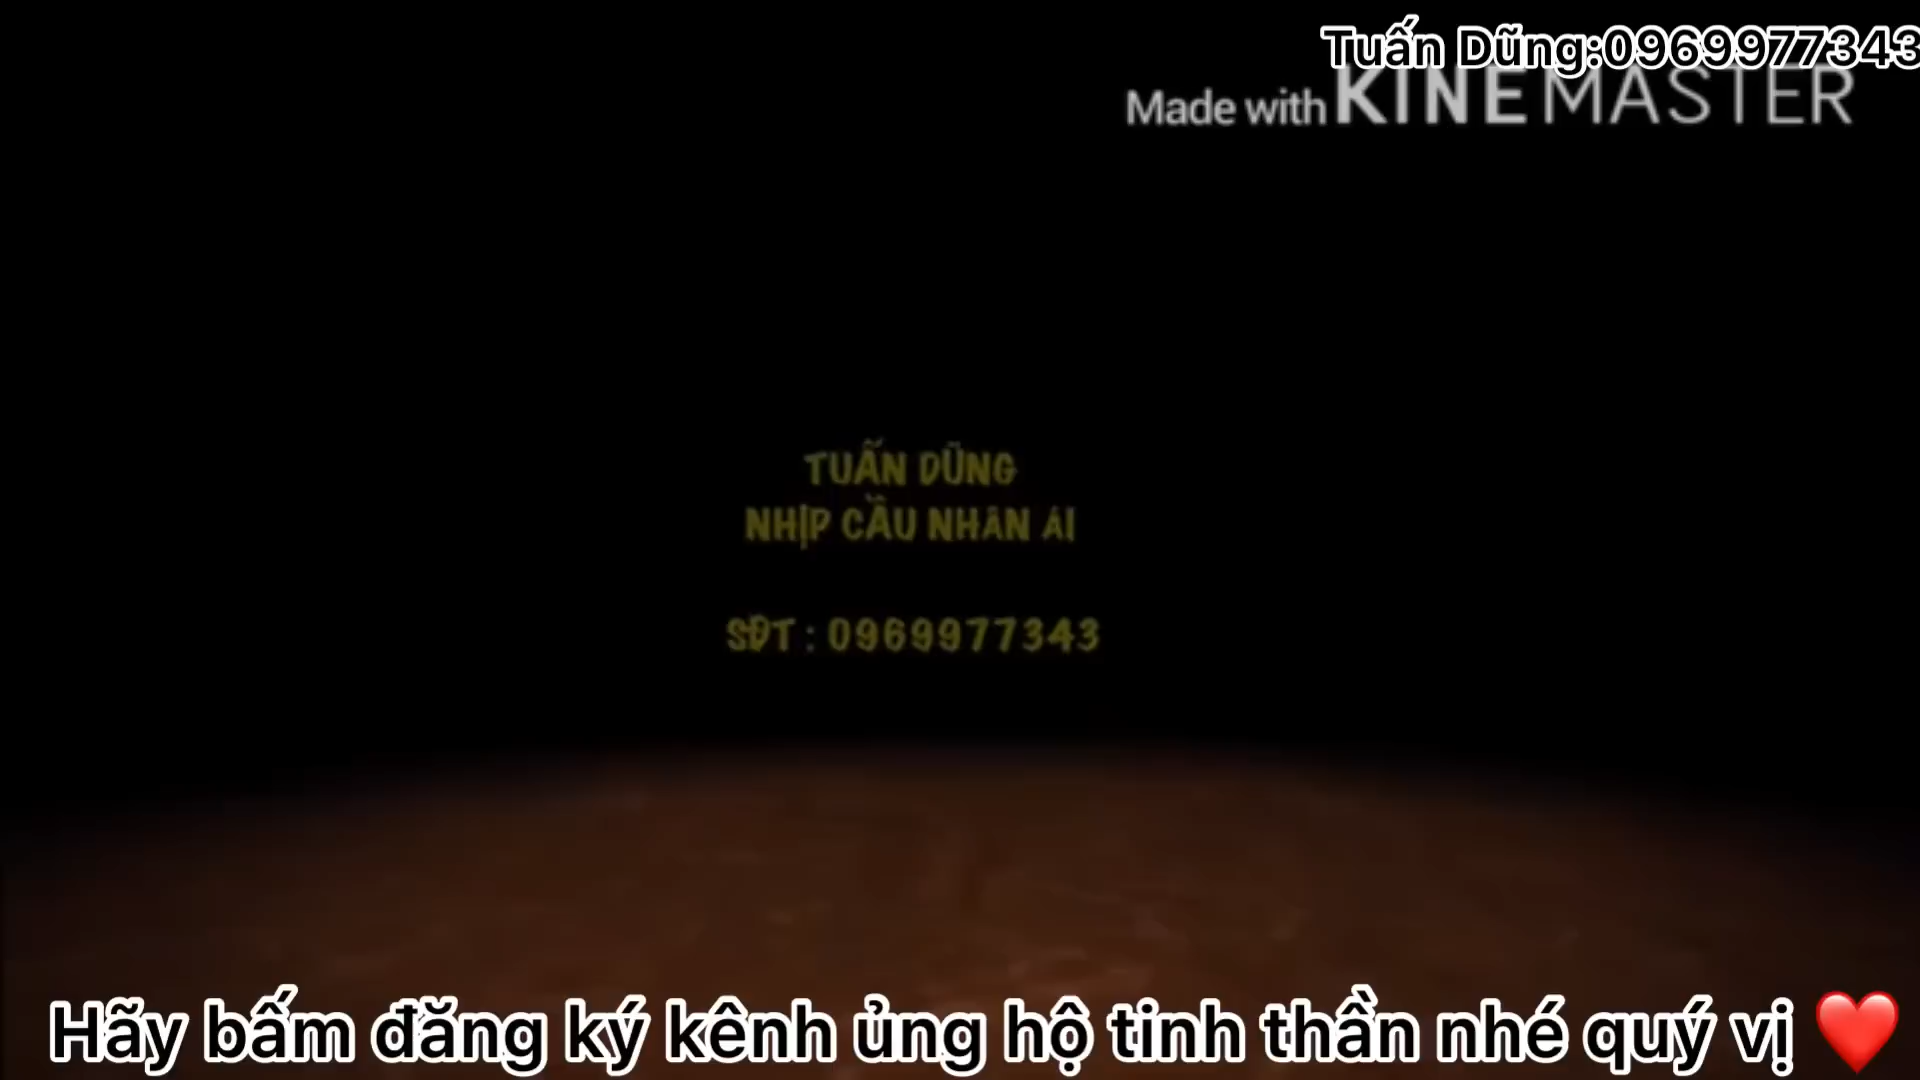 Tuấn Dũng:0969977343
Made with KINEMASTER
TUẤN DŨNG
NHỊP CẦU NHÂN ÁI
SĐT : 0969977343
Hãy bấm đăng ký kênh ủng hộ tinh thần nhé quý vị ❤️